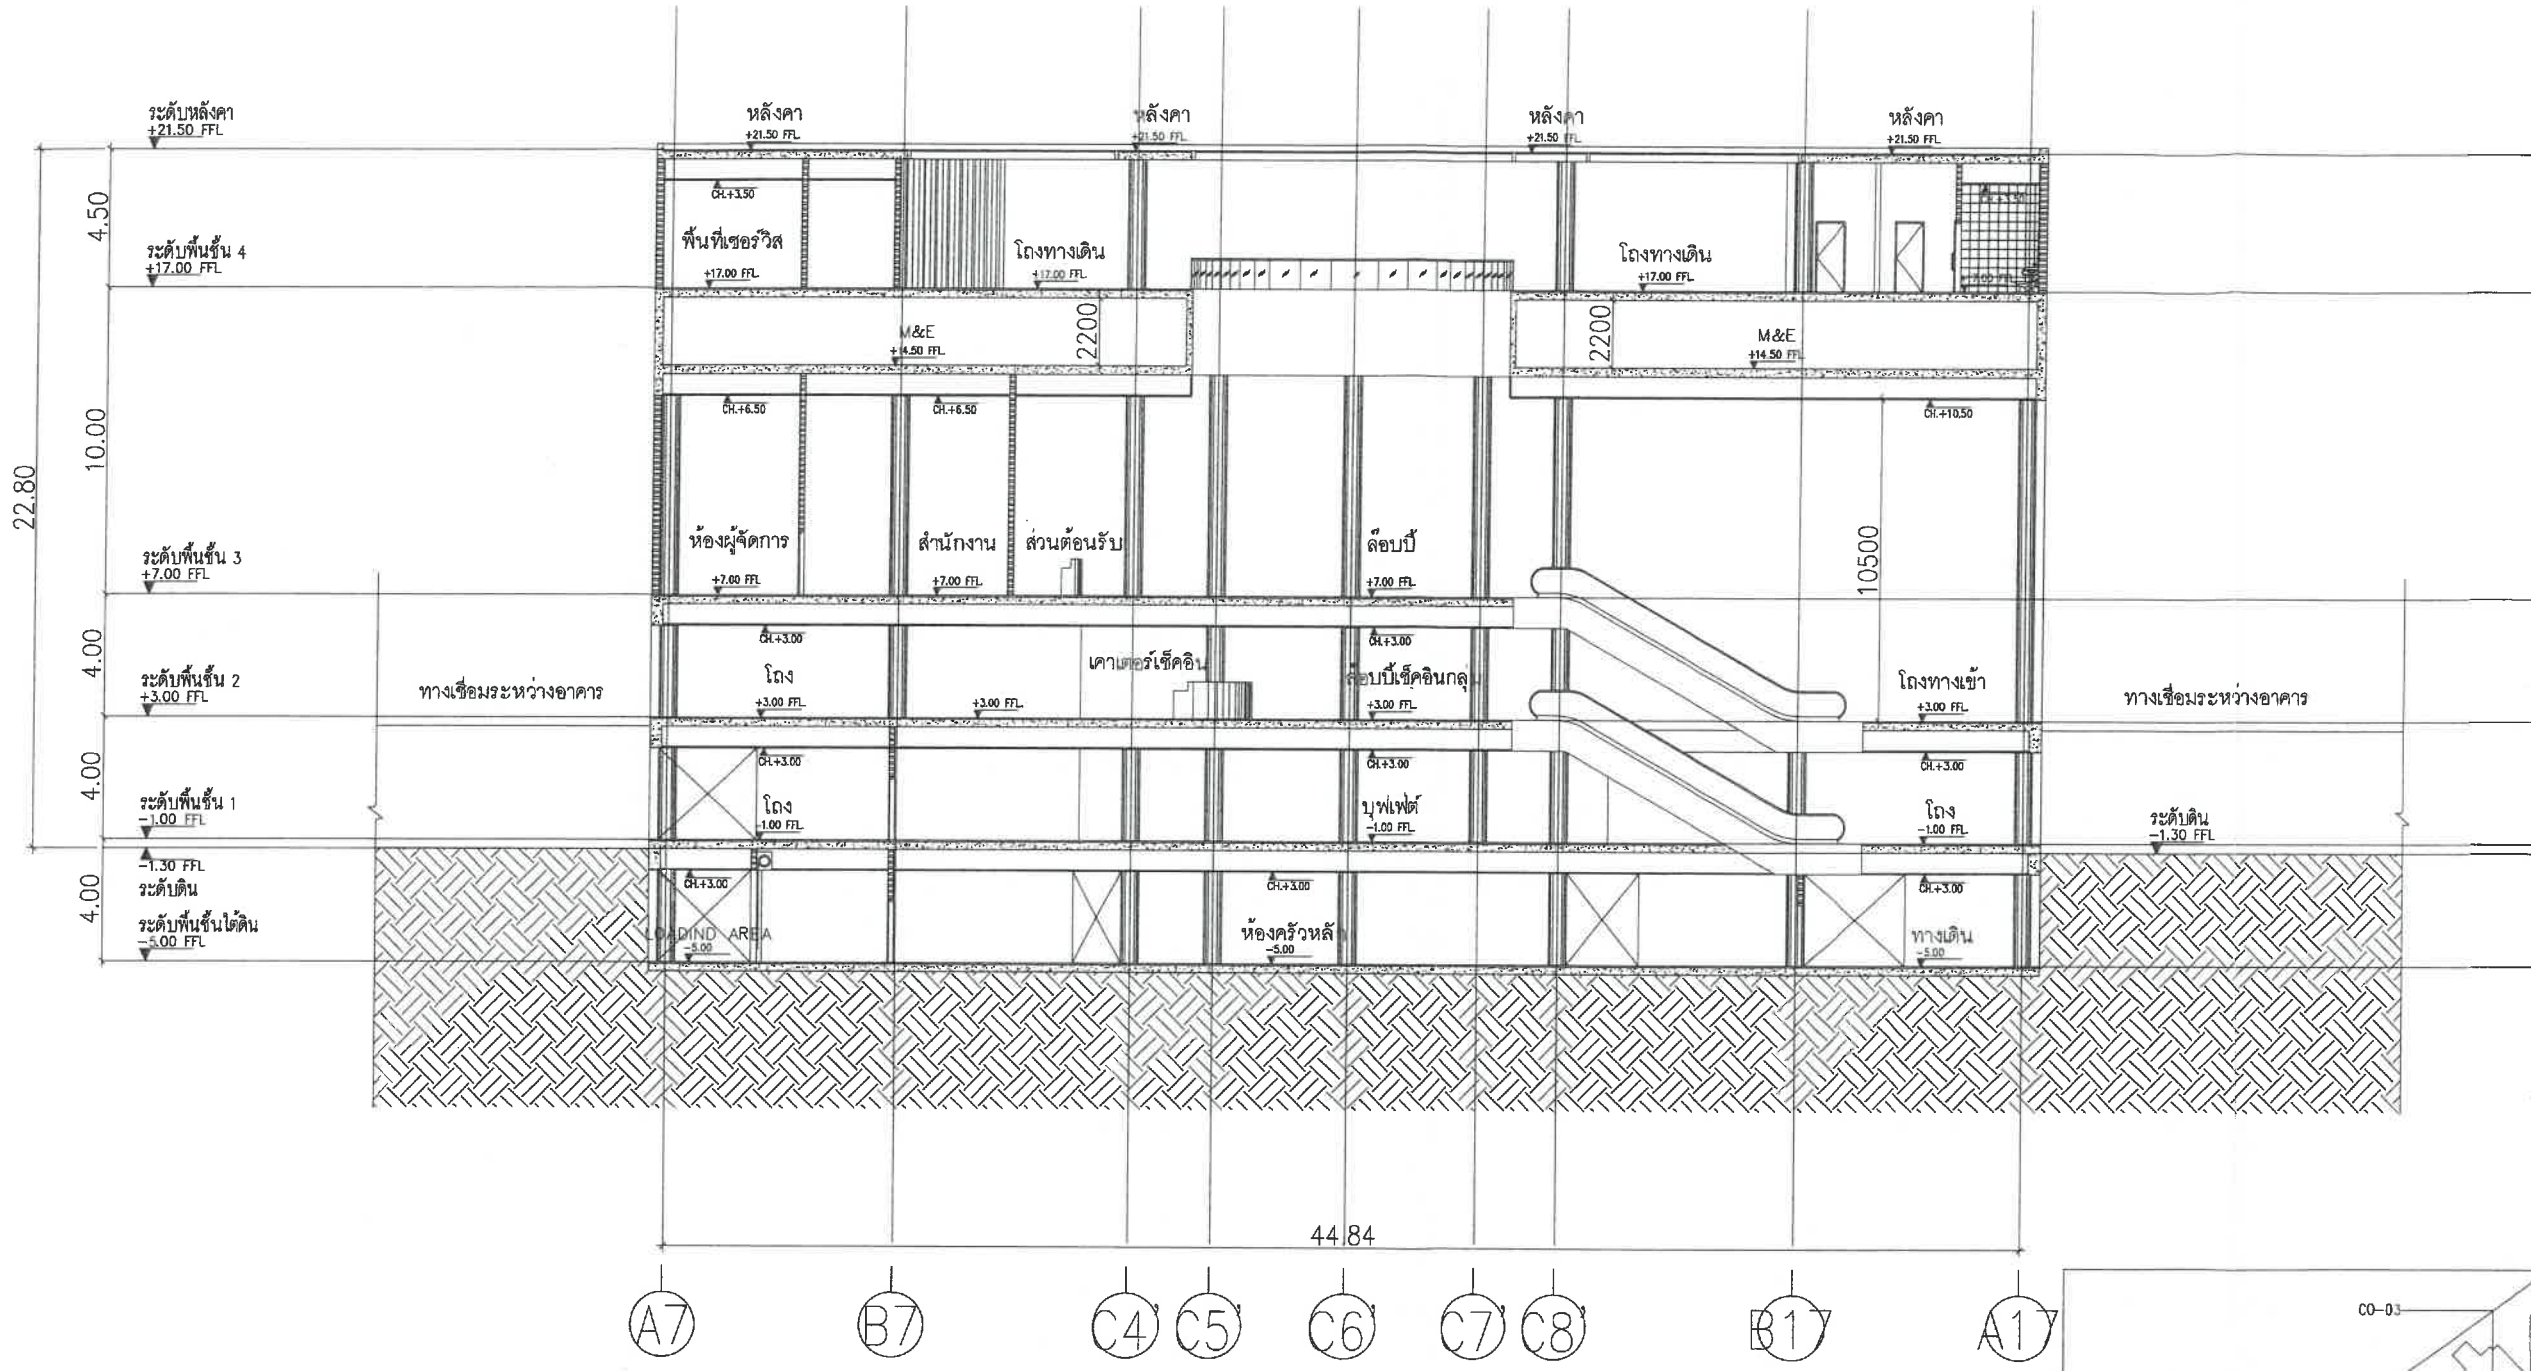 ระดับหลังคา
+21.50 FFL
หลังคา
+21.50 FFL
หลังคา
+21.50 FFL
หลังคา
+21.50 FFL
หลังคา
+21.50 FFL
4.50
CH.+3.50
พื้นที่เซอร์วิส
+17.00 FFL
โถงทางเดิน
+17.00 FFL
โถงทางเดิน
+17.00 FFL
ระดับพื้นชั้น 4
+17.00 FFL
M&E
+14.50 FFL
2200
2200
M&E
+14.50 FFL
10.00
22.80
CH.+6.50
CH.+6.50
CH.+10.50
ห้องผู้จัดการ
+7.00 FFL
สำนักงาน
+7.00 FFL
ส่วนต้อนรับ
ล๊อบบี้
+7.00 FFL
10500
ระดับพื้นชั้น 3
+7.00 FFL
4.00
CH.+3.00
CH.+3.00
โถง
+3.00 FFL
+3.00 FFL
เคาเตอร์เช็คอิน
ล๊อบบี้เช็คอินกลุ่ม
+3.00 FFL
โถงทางเข้า
+3.00 FFL
ระดับพื้นชั้น 2
+3.00 FFL
ทางเชื่อมระหว่างอาคาร
ทางเชื่อมระหว่างอาคาร
4.00
CH.+3.00
CH.+3.00
CH.+3.00
โถง
-1.00 FFL
บุฟเฟต์
-1.00 FFL
โถง
-1.00 FFL
ระดับดิน
-1.30 FFL
ระดับพื้นชั้น 1
-1.00 FFL
-1.30 FFL
ระดับดิน
4.00
CH.+3.00
CH.+3.00
CH.+3.00
ระดับพื้นชั้นใต้ดิน
-5.00 FFL
LOADIND AREA
-5.00
ห้องครัวหลัก
-5.00
ทางเดิน
-5.00
44.84
A7
B7
C4'
C5'
C6'
C7'
C8'
B17
A17
CO-03